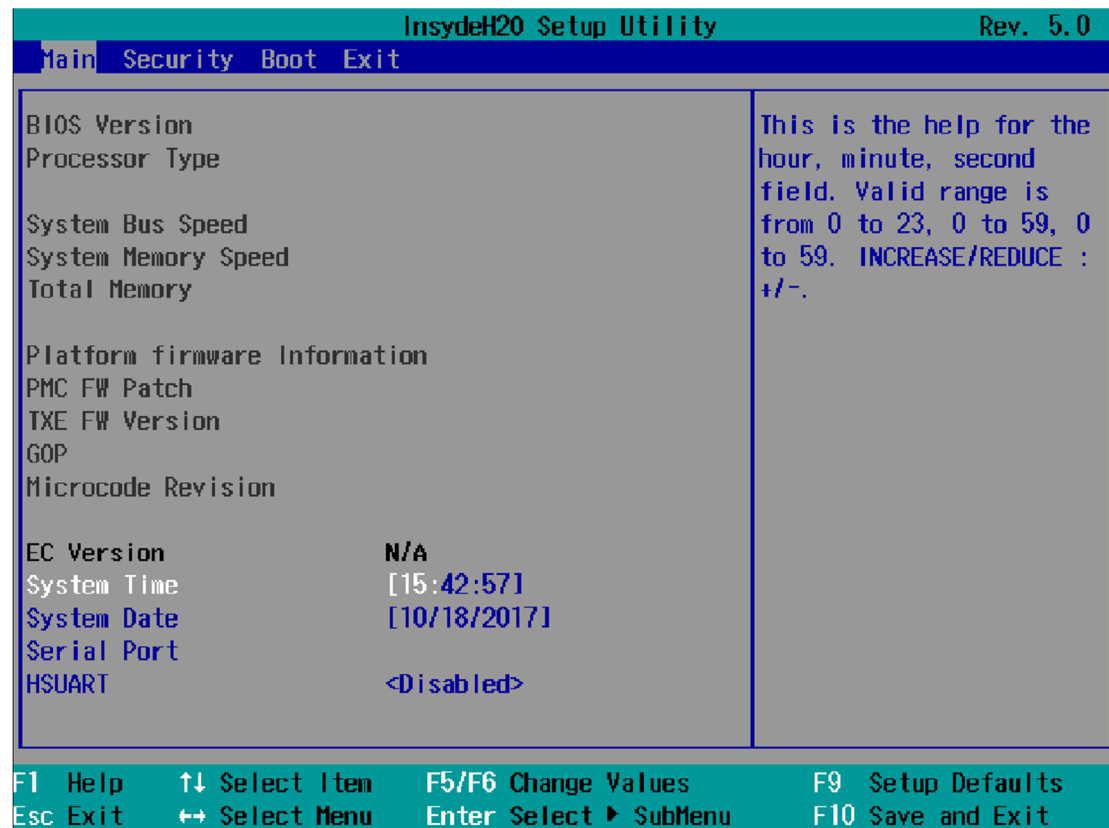 InsydeH20 Setup Utility Rev. 5.0
Main Security Boot Exit
BIOS Version
Processor Type
System Bus Speed
System Memory Speed
Total Memory
Platform firmware Information
PMC FW Patch
TXE FW Version
GOP
Microcode Revision
EC Version N/A
System Time [15:42:57]
System Date [10/18/2017]
Serial Port
HSUART <Disabled>
This is the help for the
hour, minute, second
field. Valid range is
from 0 to 23, 0 to 59, 0
to 59. INCREASE/REDUCE :
+/-.
F1 Help ↑↓ Select Item F5/F6 Change Values F9 Setup Defaults
Esc Exit ↔ Select Menu Enter Select ▶ SubMenu F10 Save and Exit